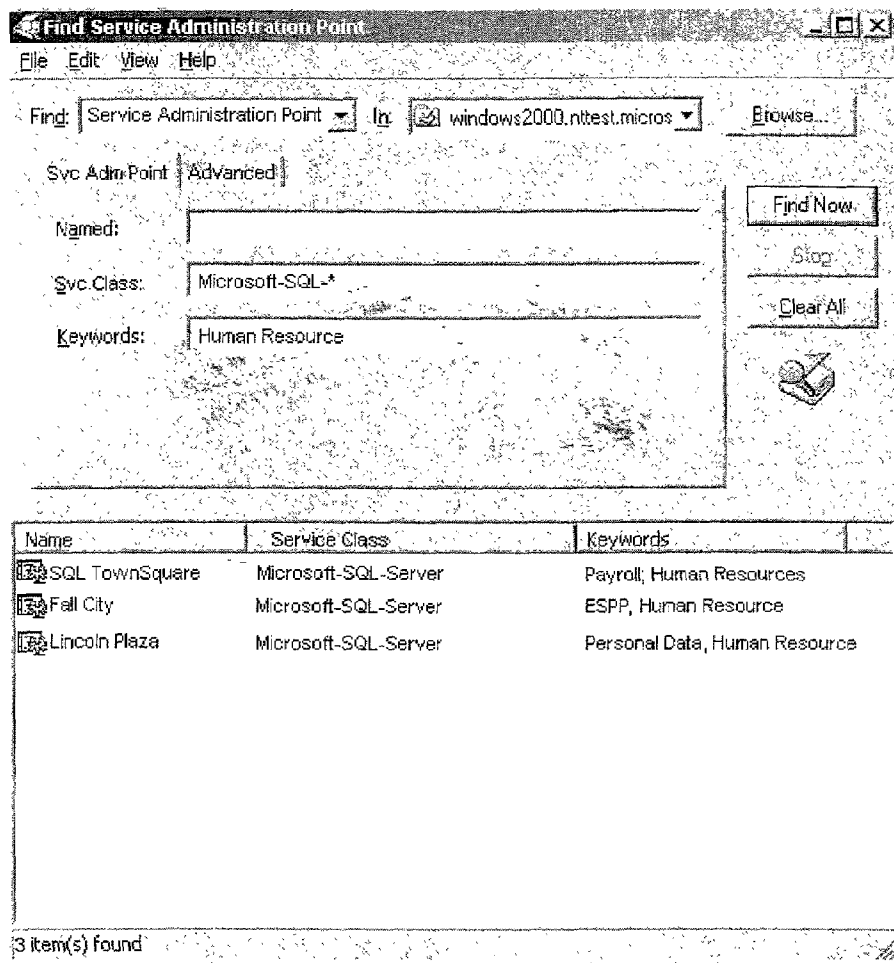 Find Service Administration Point
File Edit View Help
Find: Service Administration Point In: windows2000.nttest.micros Browse...
Svc Adm Point Advanced
Find Now
Named:
Stop
Svc Class: Microsoft-SQL-*
Clear All
Keywords: Human Resource
Name Service Class Keywords
SQL TownSquare Microsoft-SQL-Server Payroll; Human Resources
Fall City Microsoft-SQL-Server ESPP, Human Resource
Lincoln Plaza Microsoft-SQL-Server Personal Data, Human Resource
3 item(s) found